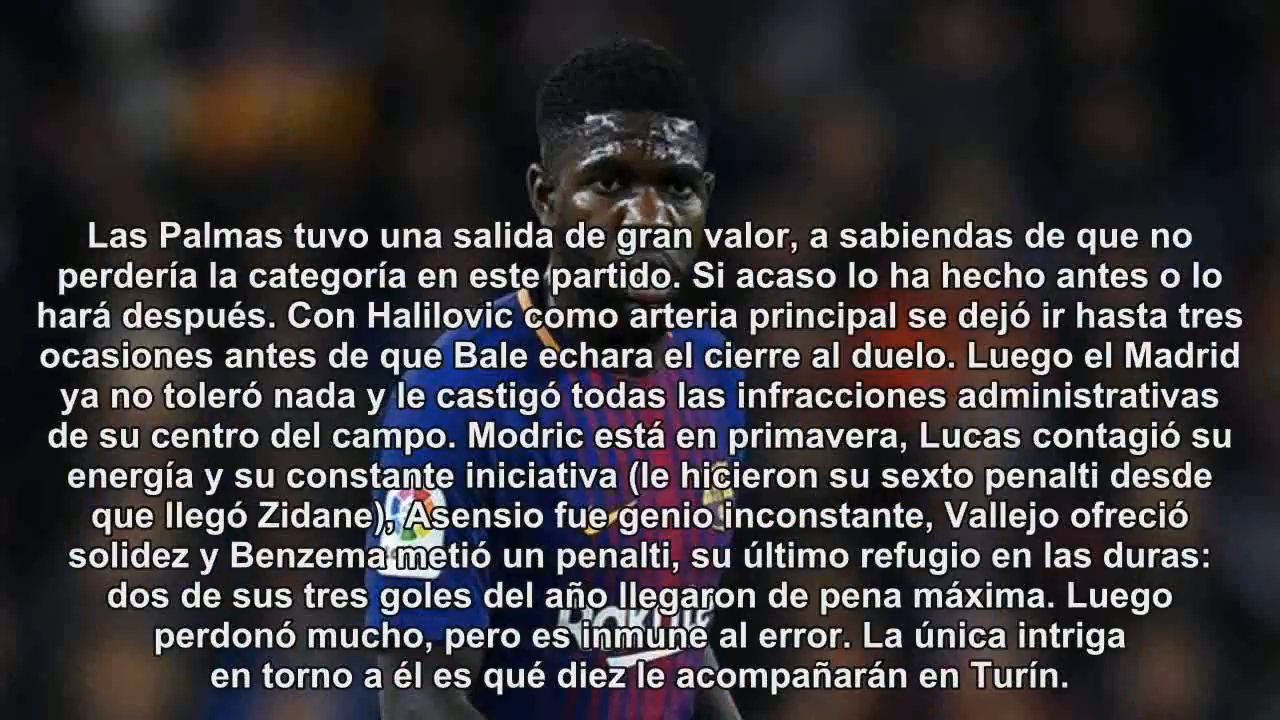 Las Palmas tuvo una salida de gran valor, a sabiendas de que no
perdería la categoría en este partido. Si acaso lo ha hecho antes o lo
hará después. Con Halilovic como arteria principal se dejó ir hasta tres
ocasiones antes de que Bale echara el cierre al duelo. Luego el Madrid
ya no toleró nada y le castigó todas las infracciones administrativas
de su centro del campo. Modric está en primavera, Lucas contagió su
energía y su constante iniciativa (le hicieron su sexto penalti desde
que llegó Zidane), Asensio fue genio inconstante, Vallejo ofreció
solidez y Benzema metió un penalti, su último refugio en las duras:
dos de sus tres goles del año llegaron de pena máxima. Luego
perdonó mucho, pero es inmune al error. La única intriga
en torno a él es qué diez le acompañarán en Turín.
Rakuten